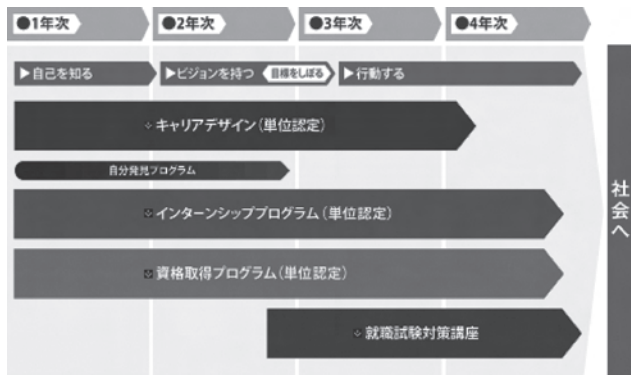 ●1年次
●2年次
●3年次
●4年次
▶自己を知る
▶ビジョンを持つ
目標をしぼる
▶行動する
キャリアデザイン(単位認定)
自分発見プログラム
インターンシッププログラム(単位認定)
資格取得プログラム(単位認定)
就職試験対策講座
社会へ